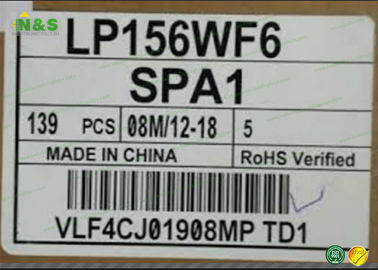 N&S
LP156WF6
SPA1
139 PCS 08M/12-18 5
MADE IN CHINA RoHS Verified
VLF4CJ01908MP TD1